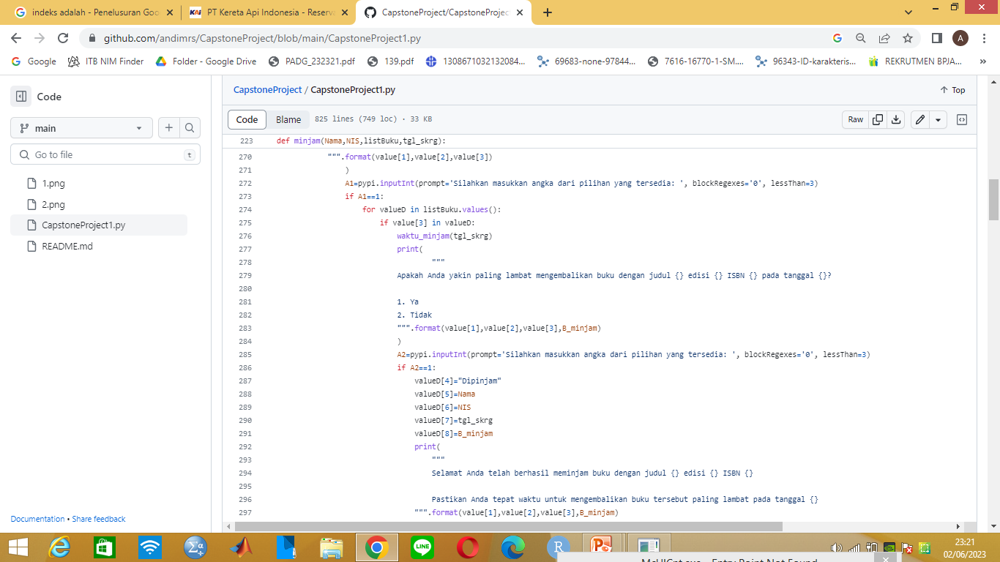 indeks adalah - Penelusuran Goo
PT Kereta Api Indonesia - Reserva
CapstoneProject/CapstoneProjec
github.com/andimrs/CapstoneProject/blob/main/CapstoneProject1.py
A
Google
ITB NIM Finder
Folder - Google Drive
PADG_232321.pdf
139.pdf
1308671032132084...
69683-none-97844...
7616-16770-1-SM....
96343-ID-karakteris...
REKRUTMEN BPJA...
»
Code
main
Go to file
t
1.png
2.png
CapstoneProject1.py
README.md
Documentation • Share feedback
CapstoneProject / CapstoneProject1.py
Top
Code
Blame
825 lines (749 loc) · 33 KB
Raw
223 def minjam(Nama,NIS,listBuku,tgl_skrg):
270 """.format(value[1],value[2],value[3])
271 )
272 A1=pypi.inputInt(prompt='Silahkan masukkan angka dari pilihan yang tersedia: ', blockRegexes='0', lessThan=3)
273 if A1==1:
274 for valueD in listBuku.values():
275 if value[3] in valueD:
276 waktu_minjam(tgl_skrg)
277 print(
278 """
279 Apakah Anda yakin paling lambat mengembalikan buku dengan judul {} edisi {} ISBN {} pada tanggal {}?
280
281 1. Ya
282 2. Tidak
283 """.format(value[1],value[2],value[3],B_minjam)
284 )
285 A2=pypi.inputInt(prompt='Silahkan masukkan angka dari pilihan yang tersedia: ', blockRegexes='0', lessThan=3)
286 if A2==1:
287 valueD[4]="Dipinjam"
288 valueD[5]=Nama
289 valueD[6]=NIS
290 valueD[7]=tgl_skrg
291 valueD[8]=B_minjam
292 print(
293 """
294 Selamat Anda telah berhasil meminjam buku dengan judul {} edisi {} ISBN {}
295
296 Pastikan Anda tepat waktu untuk mengembalikan buku tersebut paling lambat pada tanggal {}
297 """.format(value[1],value[2],value[3],B_minjam)
LINE
R
23:21
02/06/2023